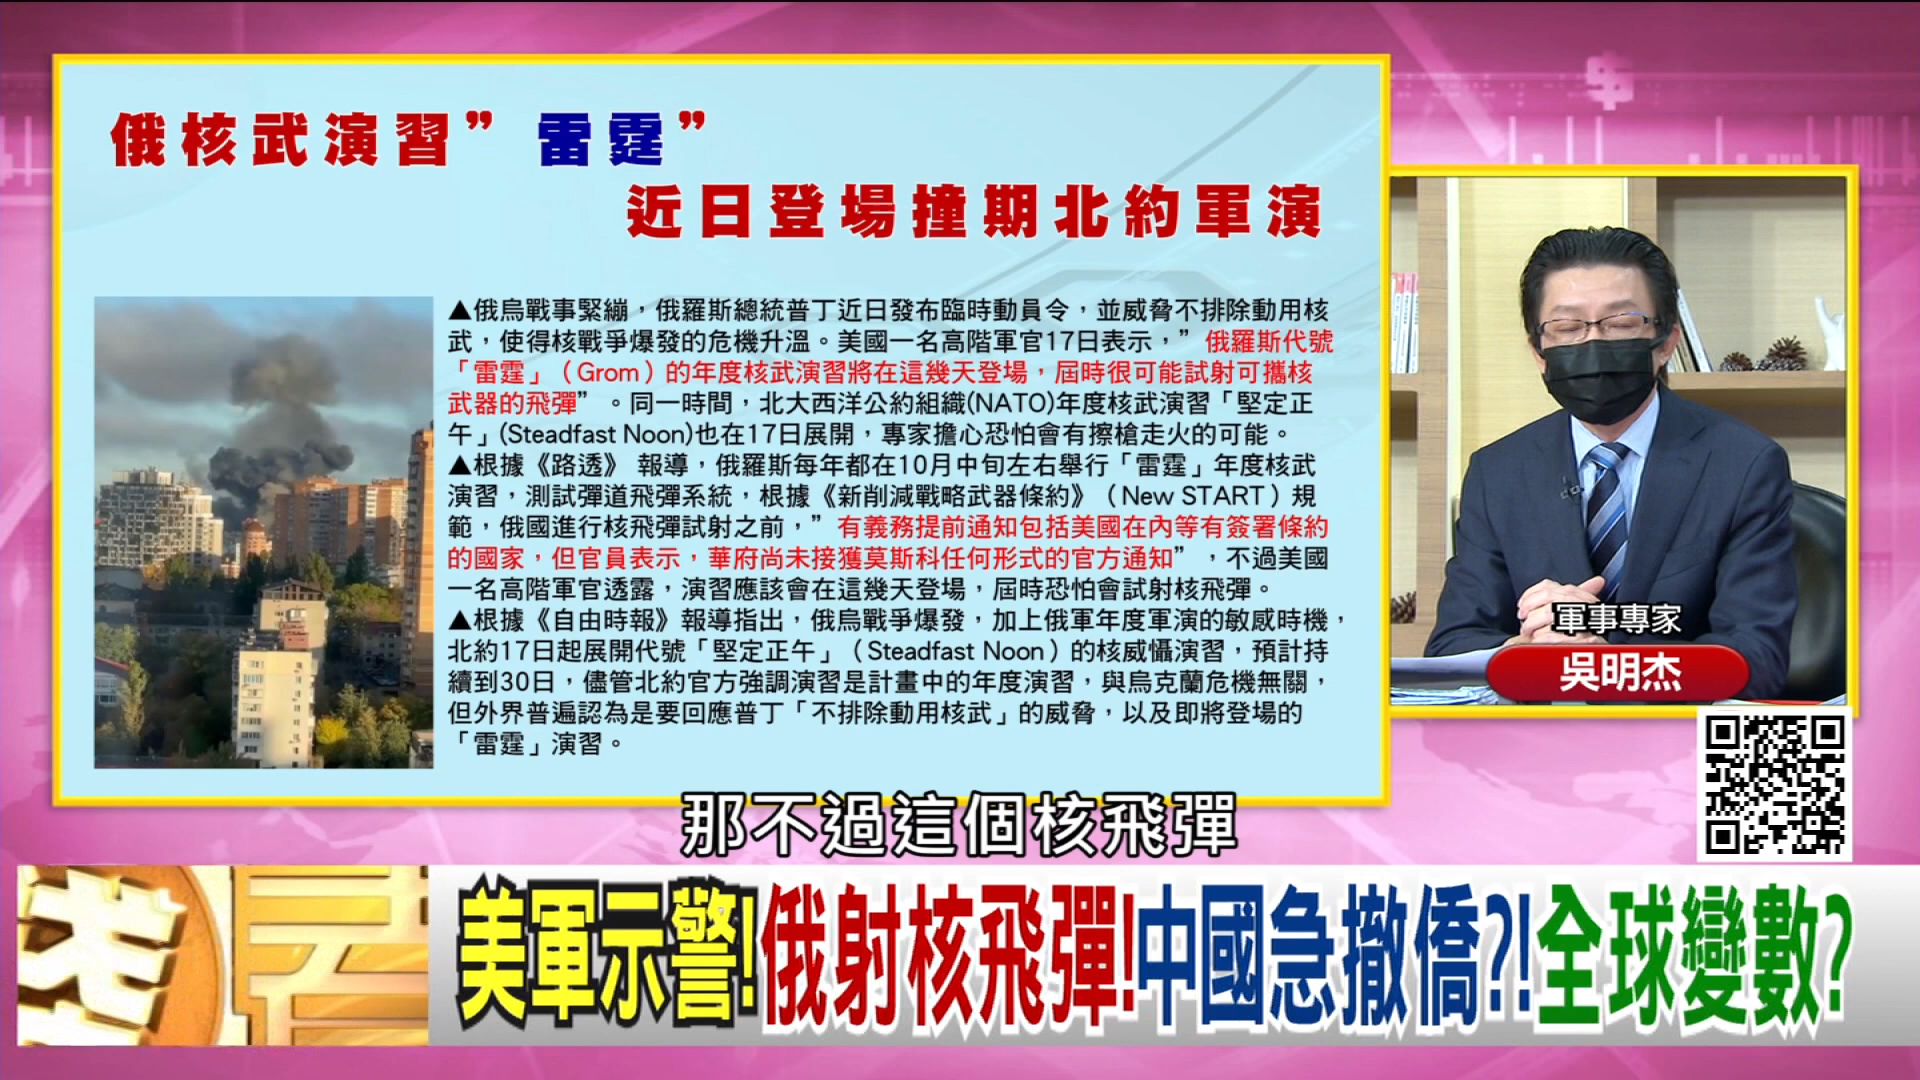 俄核武演習”雷霆”
近日登場撞期北約軍演
▲俄烏戰事緊繃，俄羅斯總統普丁近日發布臨時動員令，並威脅不排除動用核
武，使得核戰爭爆發的危機升溫。美國一名高階軍官17日表示，”俄羅斯代號
「雷霆」（Grom）的年度核武演習將在這幾天登場，屆時很可能試射可攜核
武器的飛彈”。同一時間，北大西洋公約組織(NATO)年度核武演習「堅定正
午」(Steadfast Noon)也在17日展開，專家擔心恐怕會有擦槍走火的可能。
▲根據《路透》 報導，俄羅斯每年都在10月中旬左右舉行「雷霆」年度核武
演習，測試彈道飛彈系統，根據《新削減戰略武器條約》（New START）規
範，俄國進行核飛彈試射之前，”有義務提前通知包括美國在內等有簽署條約
的國家，但官員表示，華府尚未接獲莫斯科任何形式的官方通知”，不過美國
一名高階軍官透露，演習應該會在這幾天登場，屆時恐怕會試射核飛彈。
▲根據《自由時報》報導指出，俄烏戰爭爆發，加上俄軍年度軍演的敏感時機，
北約17日起展開代號「堅定正午」（Steadfast Noon）的核威懾演習，預計持
續到30日，儘管北約官方強調演習是計畫中的年度演習，與烏克蘭危機無關，
但外界普遍認為是要回應普丁「不排除動用核武」的威脅，以及即將登場的
「雷霆」演習。
軍事專家
吳明杰
那不過這個核飛彈
美軍示警!俄射核飛彈!中國急撤僑?!全球變數?